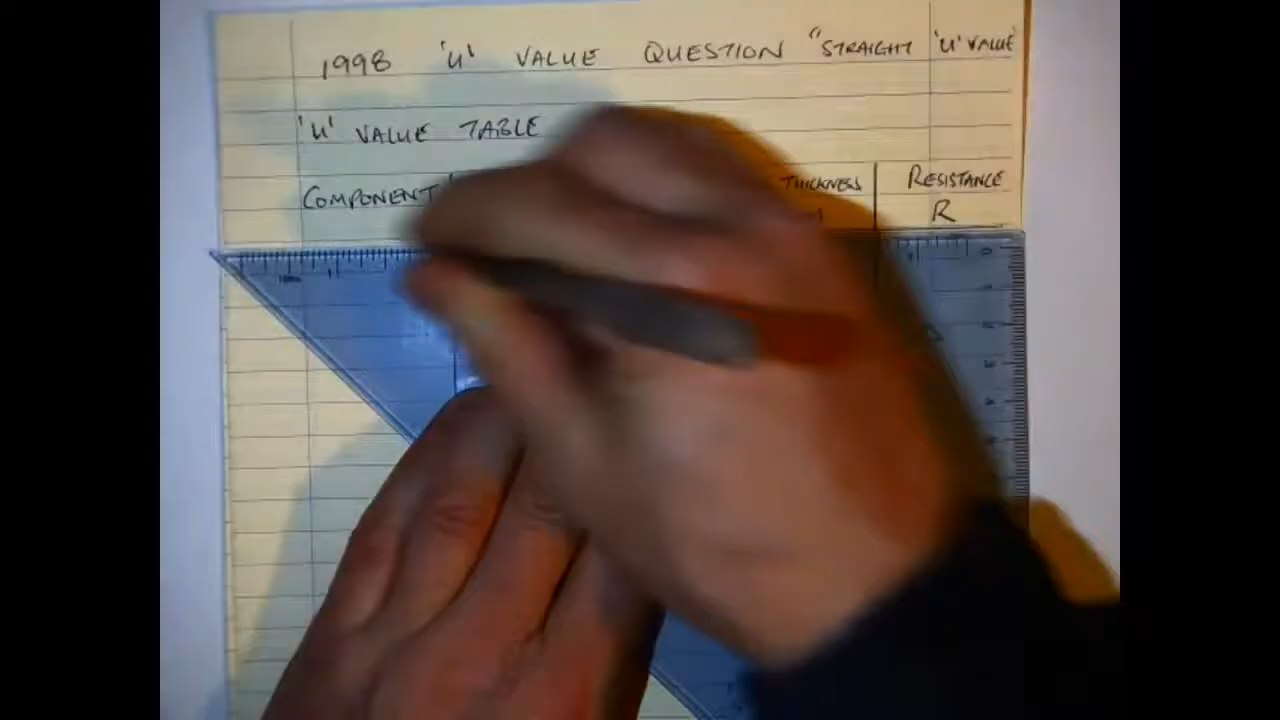 1998 'U' VALUE QUESTION "STRAIGHT 'U' VALUE'
'U' VALUE TABLE
COMPONENT THICKNESS RESISTANCE
R